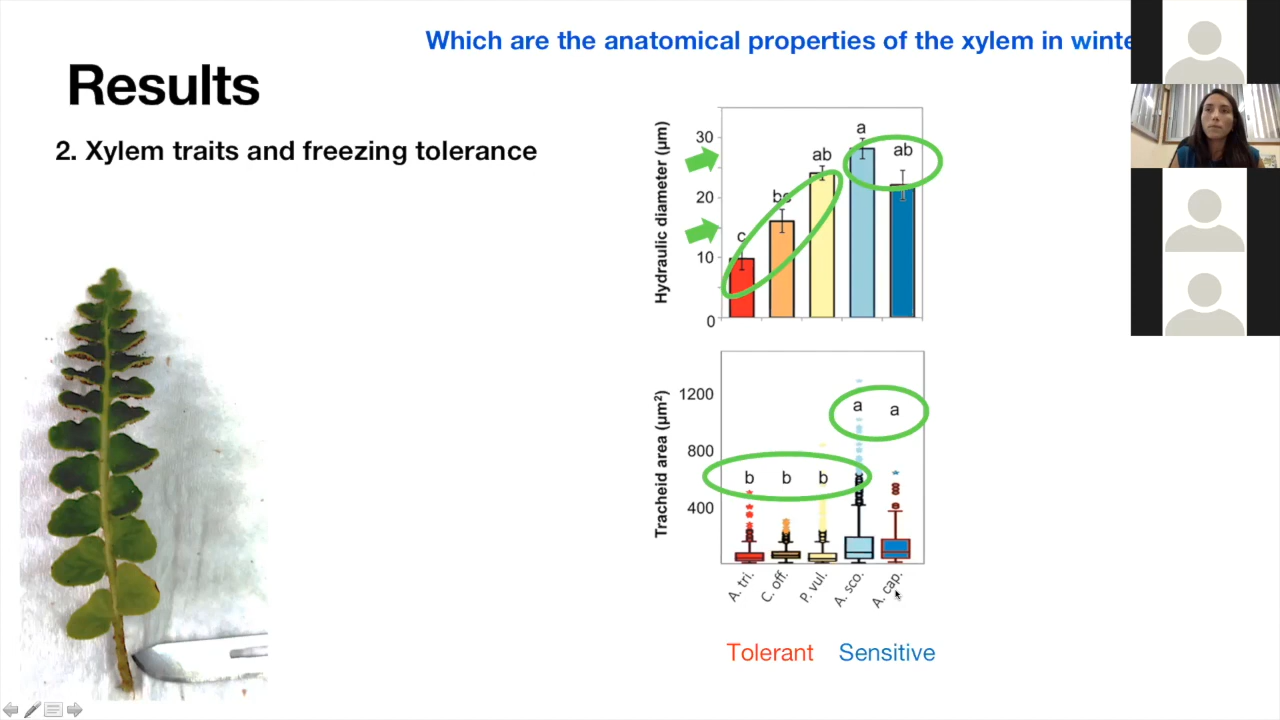 Which are the anatomical properties of the xylem in winte
Results
2. Xylem traits and freezing tolerance
Hydraulic diameter (µm)
30
20
10
0
c
bc
ab
a
ab
Tracheid area (µm²)
1200
800
400
b
b
b
a
a
A. tri.
C. off.
P. vul.
A. sco.
A. cap.
Tolerant
Sensitive